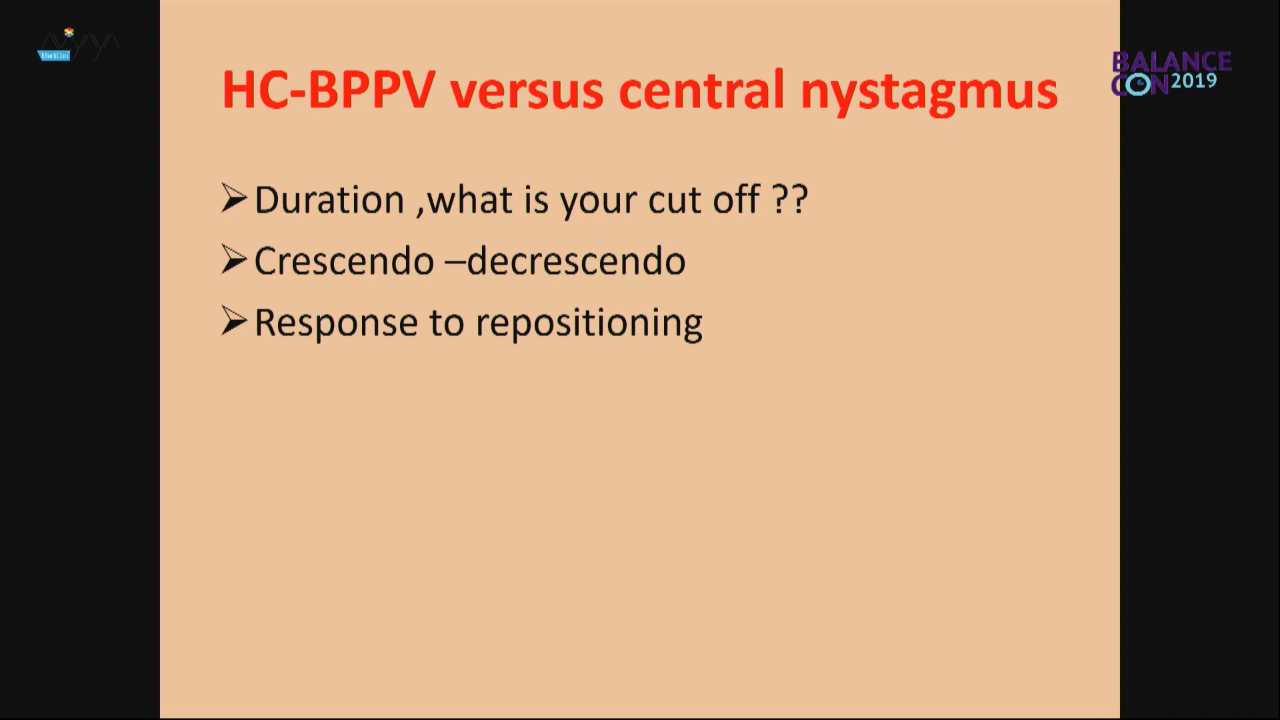 MediCon
BALANCE
CON 2019
HC-BPPV versus central nystagmus
Duration ,what is your cut off ??
Crescendo –decrescendo
Response to repositioning